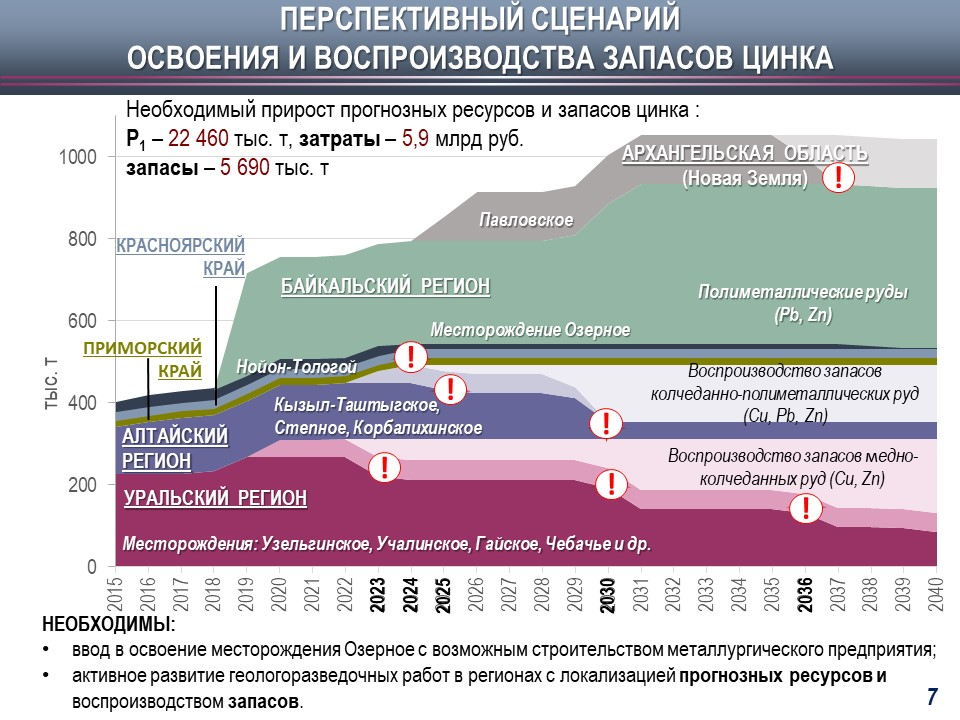 ПЕРСПЕКТИВНЫЙ СЦЕНАРИЙ
ОСВОЕНИЯ И ВОСПРОИЗВОДСТВА ЗАПАСОВ ЦИНКА
Необходимый прирост прогнозных ресурсов и запасов цинка :
P1 – 22 460 тыс. т, затраты – 5,9 млрд руб.
запасы – 5 690 тыс. т
1000
800
600
400
200
0
тыс. т
АРХАНГЕЛЬСКАЯ ОБЛАСТЬ
(Новая Земля)
!
Павловское
КРАСНОЯРСКИЙ
КРАЙ
БАЙКАЛЬСКИЙ РЕГИОН
Полиметаллические руды
(Pb, Zn)
Месторождение Озерное
ПРИМОРСКИЙ
КРАЙ
Нойон-Тологой
!
!
Воспроизводство запасов
колчеданно-полиметаллических руд
(Cu, Pb, Zn)
Кызыл-Таштыгское,
Степное, Корбалихинское
!
АЛТАЙСКИЙ
РЕГИОН
Воспроизводство запасов медно-
колчеданных руд (Cu, Zn)
!
!
!
УРАЛЬСКИЙ РЕГИОН
Месторождения: Узельгинское, Учалинское, Гайское, Чебачье и др.
2015
2016
2017
2018
2019
2020
2021
2022
2023
2024
2025
2026
2027
2028
2029
2030
2031
2032
2033
2034
2035
2036
2037
2038
2039
2040
НЕОБХОДИМЫ:
• ввод в освоение месторождения Озерное с возможным строительством металлургического предприятия;
• активное развитие геологоразведочных работ в регионах с локализацией прогнозных ресурсов и
воспроизводством запасов.
7